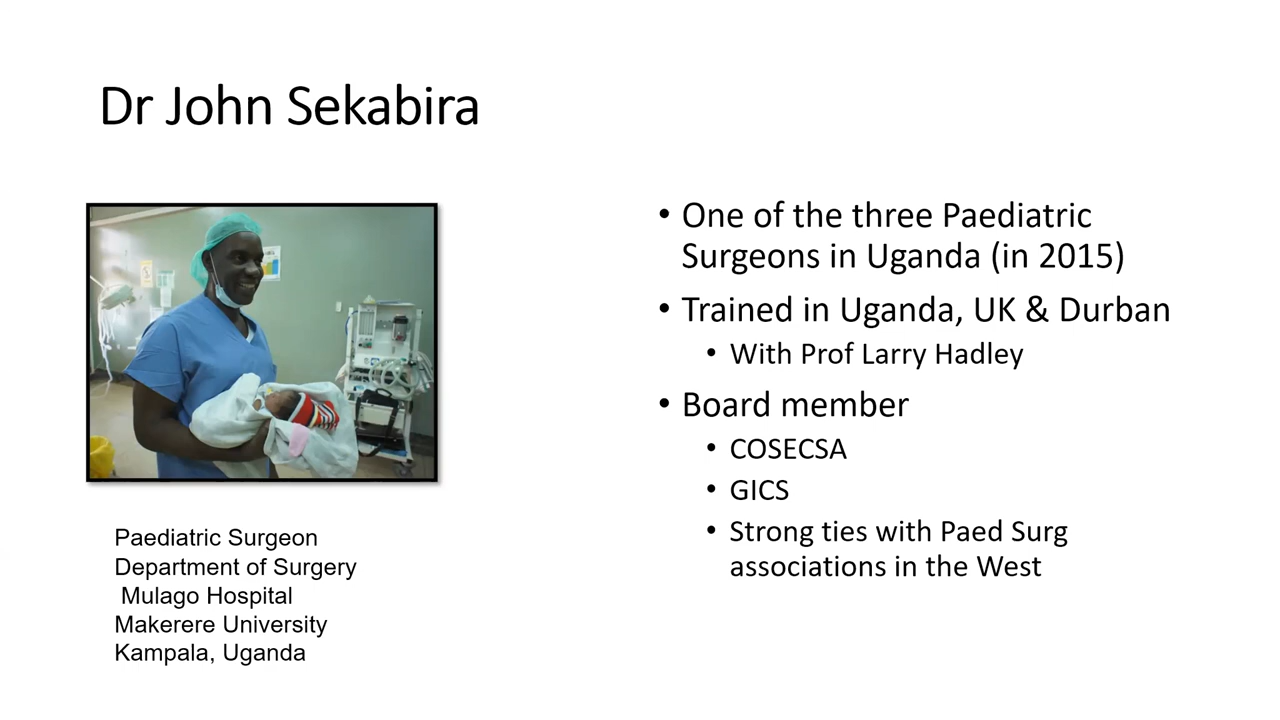 Dr John Sekabira
Paediatric Surgeon
Department of Surgery
Mulago Hospital
Makerere University
Kampala, Uganda
• One of the three Paediatric
Surgeons in Uganda (in 2015)
• Trained in Uganda, UK & Durban
• With Prof Larry Hadley
• Board member
• COSECSA
• GICS
• Strong ties with Paed Surg
associations in the West